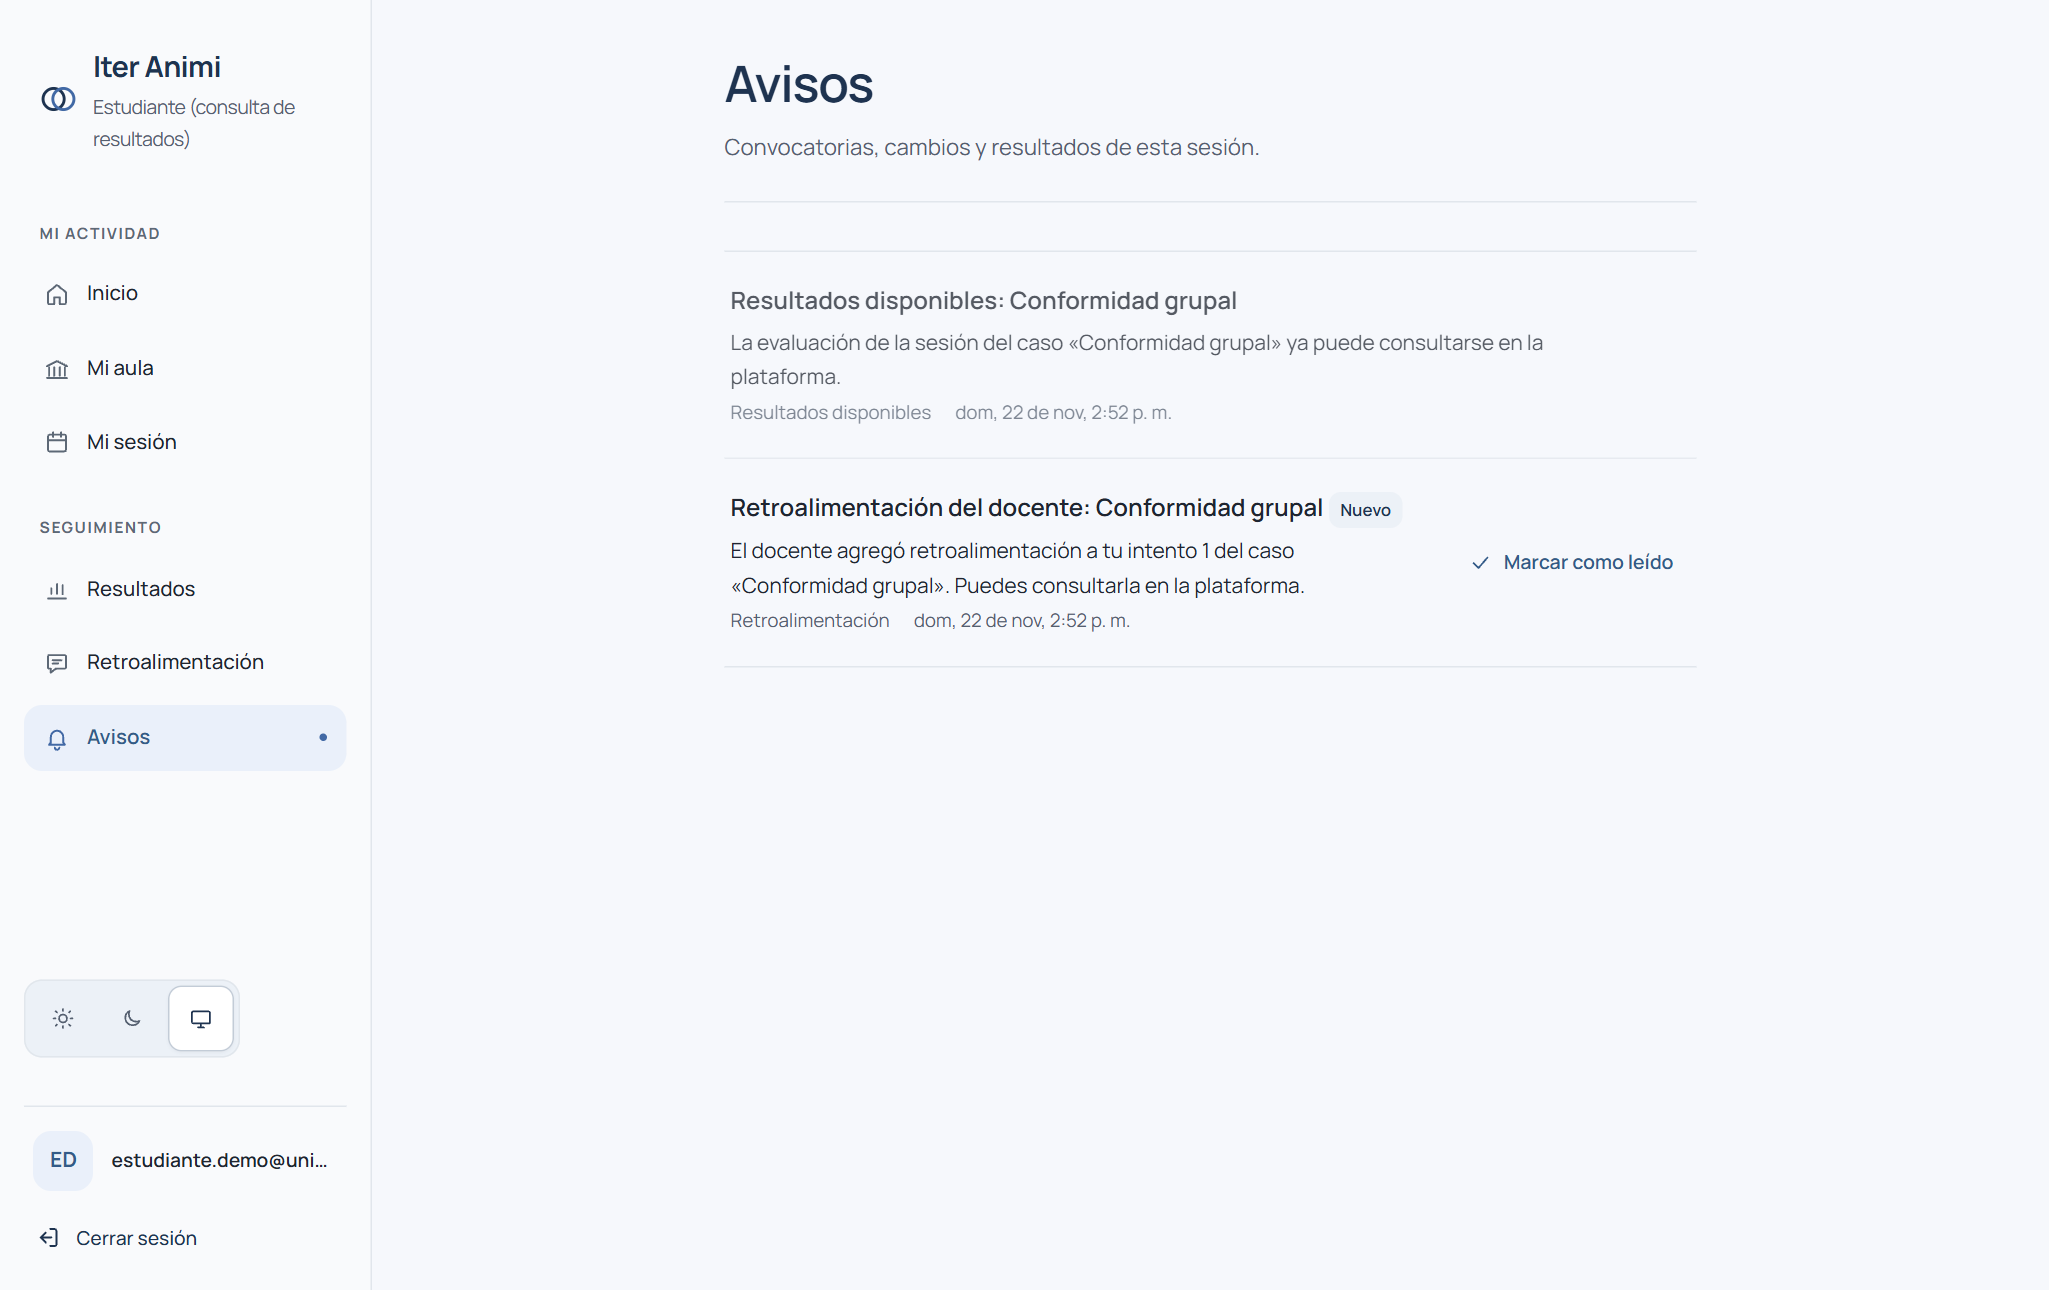 Iter Animi
Estudiante (consulta de
resultados)
MI ACTIVIDAD
Inicio
Mi aula
Mi sesión
SEGUIMIENTO
Resultados
Retroalimentación
Avisos
ED
estudiante.demo@uni…
Cerrar sesión
Avisos
Convocatorias, cambios y resultados de esta sesión.
Resultados disponibles: Conformidad grupal
La evaluación de la sesión del caso «Conformidad grupal» ya puede consultarse en la
plataforma.
Resultados disponibles dom, 22 de nov, 2:52 p. m.
Retroalimentación del docente: Conformidad grupal Nuevo
El docente agregó retroalimentación a tu intento 1 del caso
«Conformidad grupal». Puedes consultarla en la plataforma.
Retroalimentación dom, 22 de nov, 2:52 p. m.
Marcar como leído